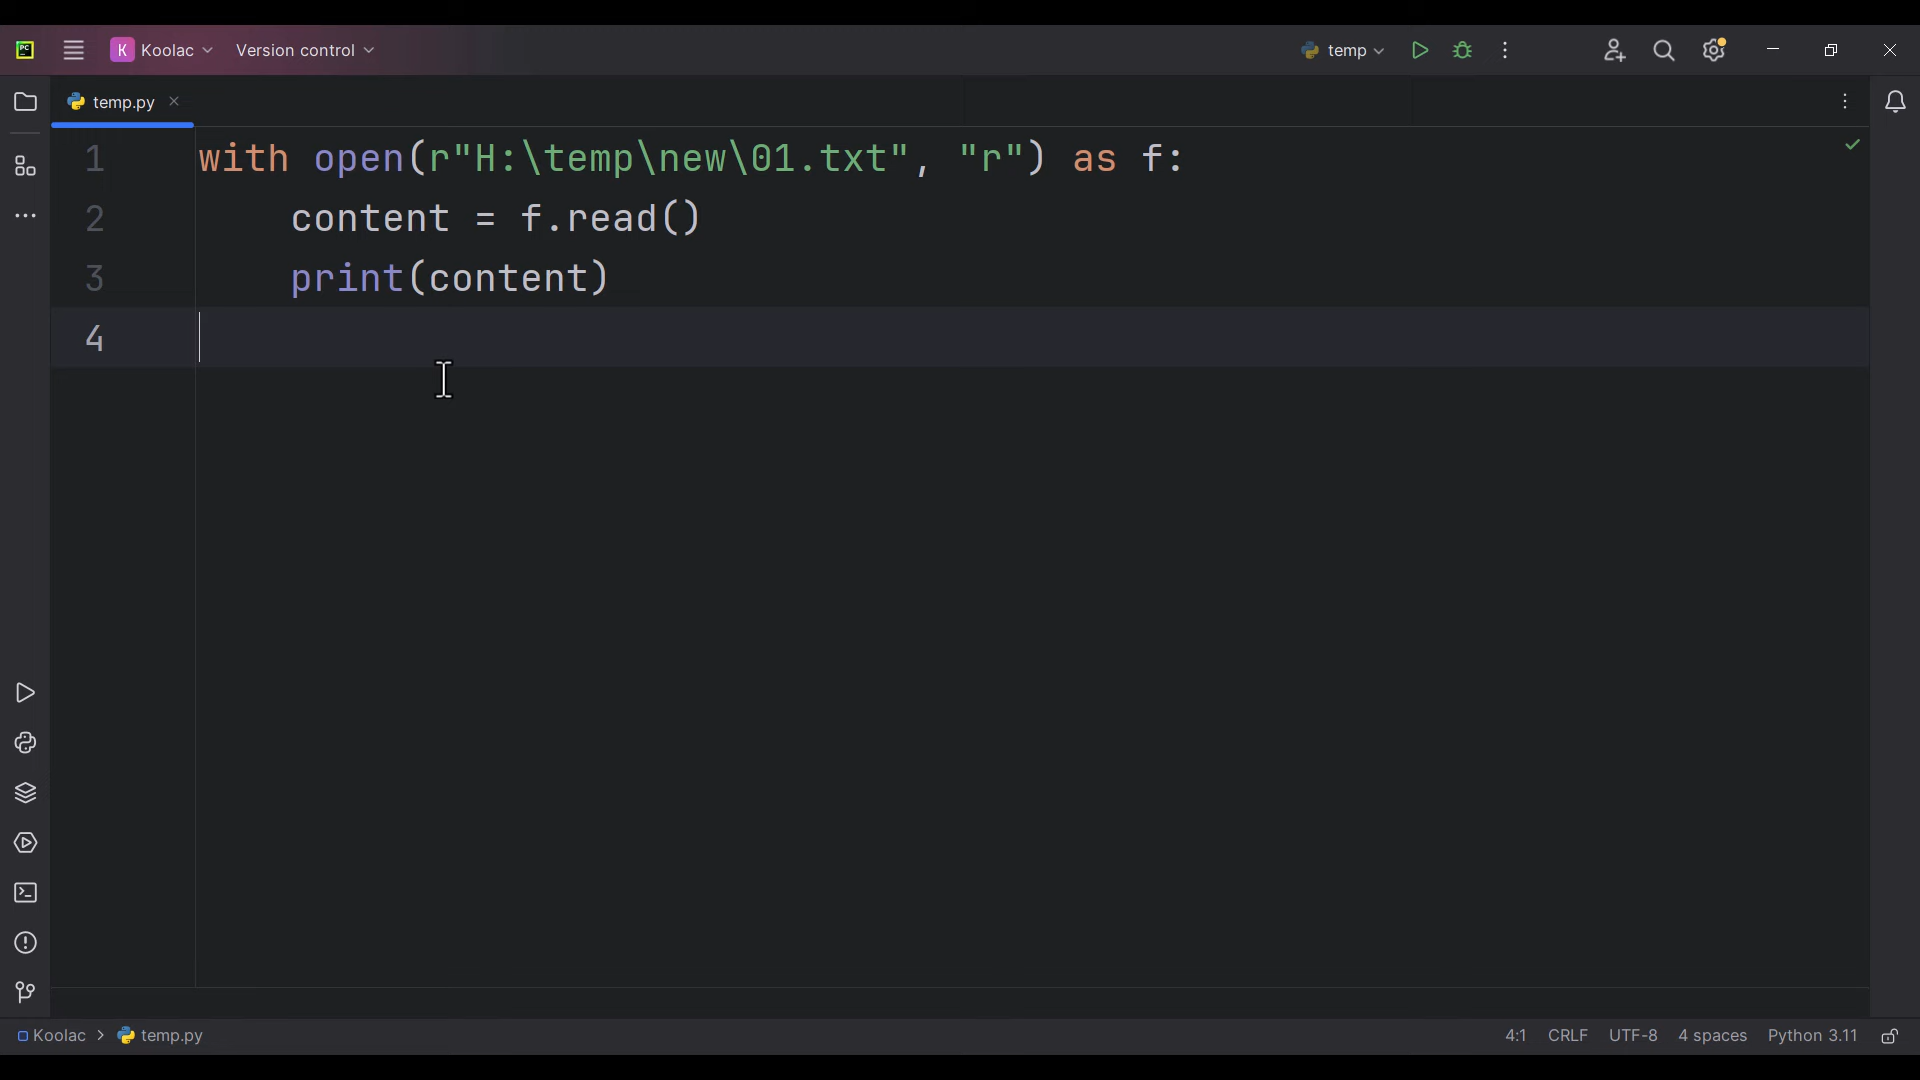 PC K Koolac Version control temp
temp.py
1 with open(r"H:\temp\new\01.txt", "r") as f:
2     content = f.read()
3     print(content)
4
Koolac > temp.py 4:1 CRLF UTF-8 4 spaces Python 3.11